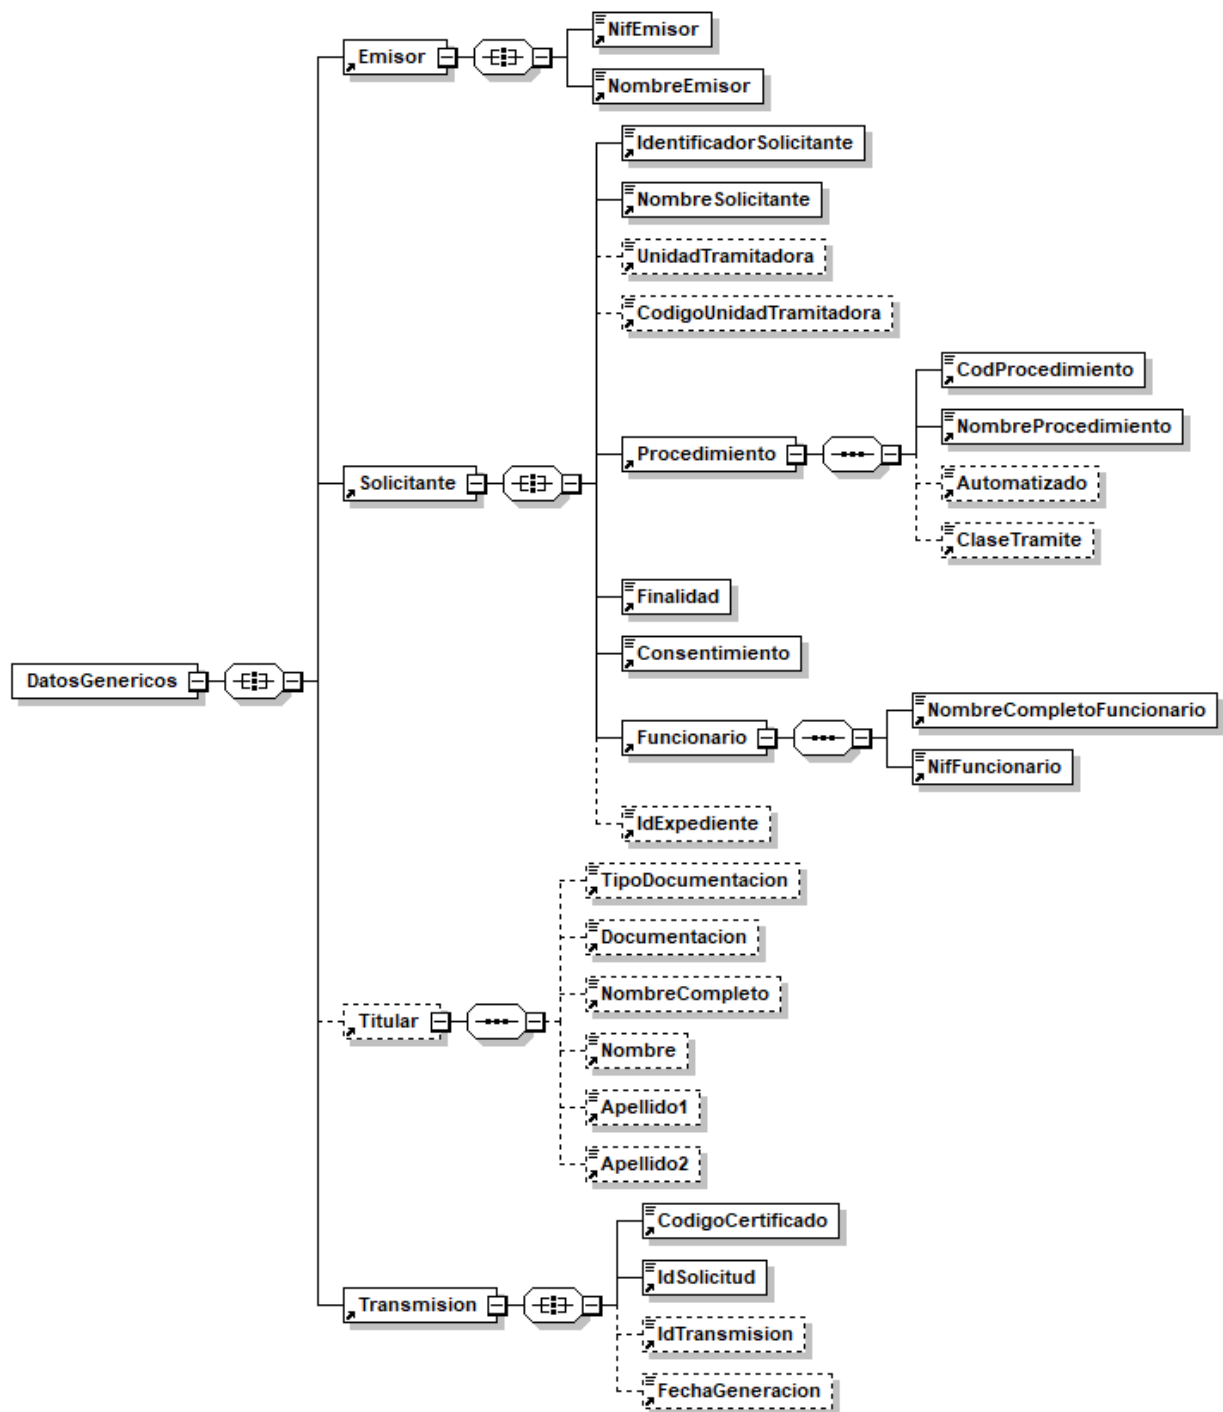 NifEmisor
Emisor
NombreEmisor
IdentificadorSolicitante
NombreSolicitante
UnidadTramitadora
CodigoUnidadTramitadora
CodProcedimiento
NombreProcedimiento
Procedimiento
Solicitante
Automatizado
ClaseTramite
Finalidad
Consentimiento
DatosGenericos
NombreCompletoFuncionario
Funcionario
NifFuncionario
IdExpediente
TipoDocumentacion
Documentacion
NombreCompleto
Titular
Nombre
Apellido1
Apellido2
CodigoCertificado
IdSolicitud
Transmision
IdTransmision
FechaGeneracion